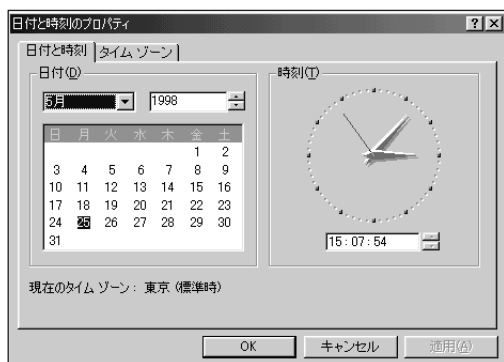 日付と時刻のプロパティ
日付と時刻 タイム ゾーン
日付(D)
5月 1998
日 月 火 水 木 金 土
1 2
3 4 5 6 7 8 9
10 11 12 13 14 15 16
17 18 19 20 21 22 23
24 25 26 27 28 29 30
31
時刻(T)
15:07:54
現在のタイム ゾーン: 東京 (標準時)
OK キャンセル 適用(A)